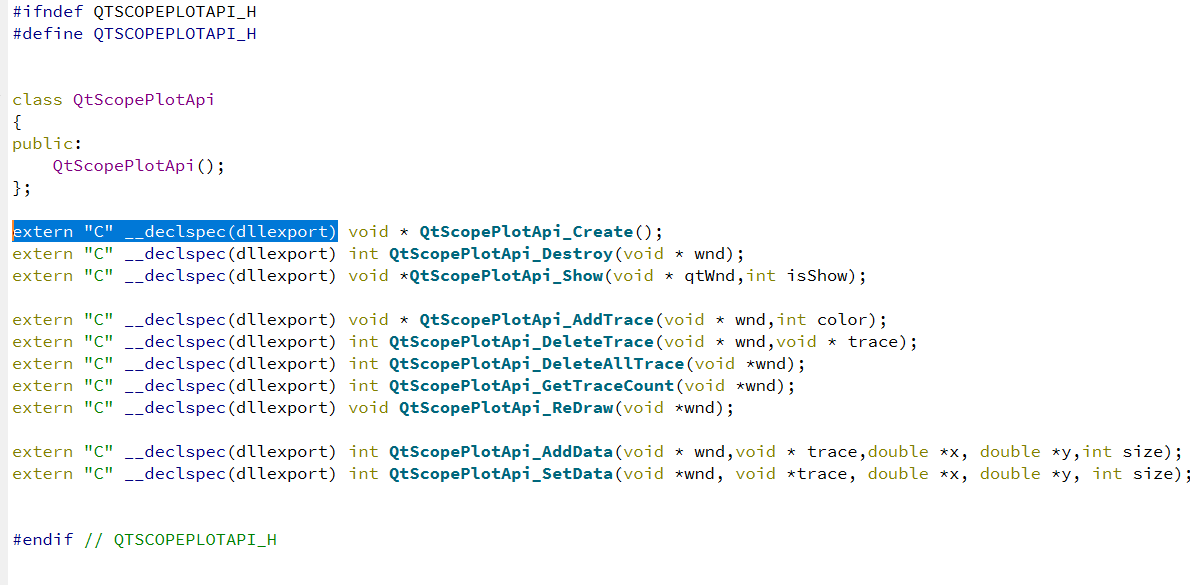 #ifndef QTSCOPEPLOTAPI_H
#define QTSCOPEPLOTAPI_H
class QtScopePlotApi
{
public:
    QtScopePlotApi();
};
extern "C" __declspec(dllexport) void * QtScopePlotApi_Create();
extern "C" __declspec(dllexport) int QtScopePlotApi_Destroy(void * wnd);
extern "C" __declspec(dllexport) void *QtScopePlotApi_Show(void * qtWnd,int isShow);
extern "C" __declspec(dllexport) void * QtScopePlotApi_AddTrace(void * wnd,int color);
extern "C" __declspec(dllexport) int QtScopePlotApi_DeleteTrace(void * wnd,void * trace);
extern "C" __declspec(dllexport) int QtScopePlotApi_DeleteAllTrace(void *wnd);
extern "C" __declspec(dllexport) int QtScopePlotApi_GetTraceCount(void *wnd);
extern "C" __declspec(dllexport) void QtScopePlotApi_ReDraw(void *wnd);
extern "C" __declspec(dllexport) int QtScopePlotApi_AddData(void * wnd,void * trace,double *x, double *y,int size);
extern "C" __declspec(dllexport) int QtScopePlotApi_SetData(void *wnd, void *trace, double *x, double *y, int size);
#endif // QTSCOPEPLOTAPI_H